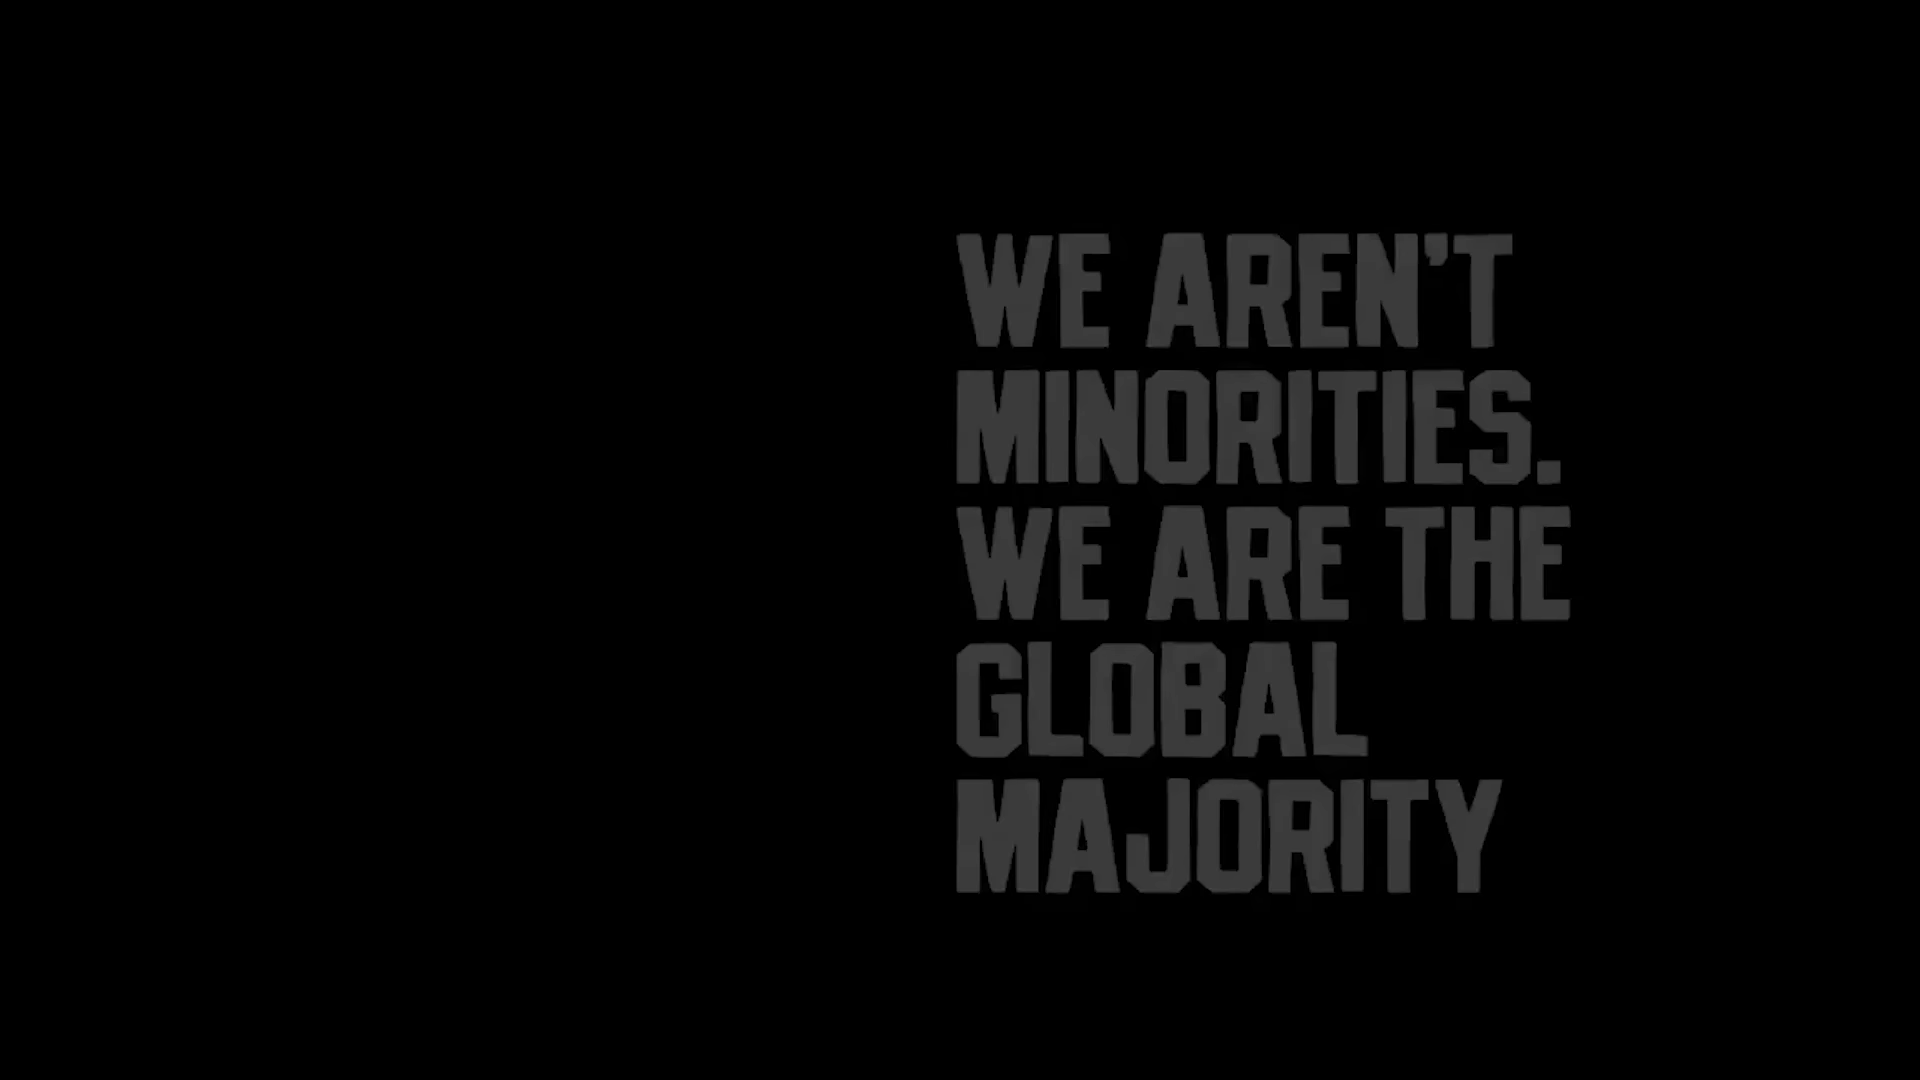 WE AREN'T
MINORITIES.
WE ARE THE
GLOBAL
MAJORITY